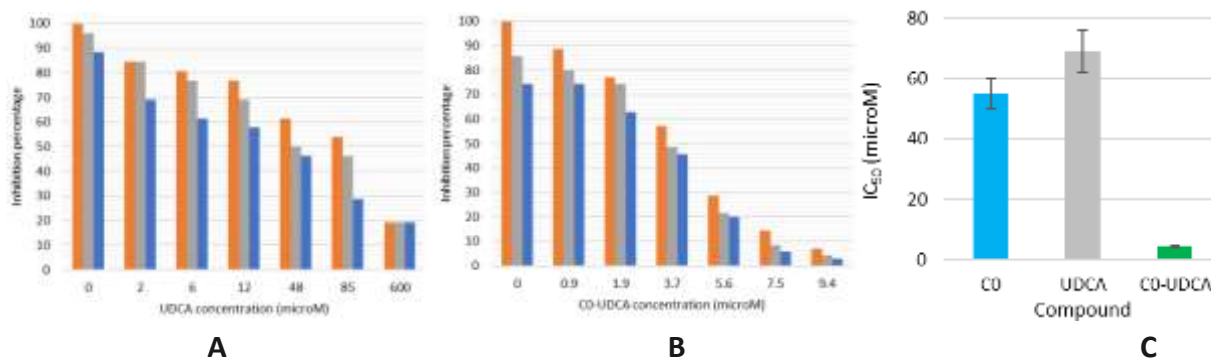 100
90
80
70
60
50
40
30
20
10
0
Inhibition percentage
0 2 6 12 48 85 600
UDCA concentration (microM)
A
100
90
80
70
60
50
40
30
20
10
0
Inhibition percentage
0 0.9 1.9 3.7 5.6 7.5 9.4
C0-UDCA concentration (microM)
B
80
60
40
20
0
IC50 (microM)
C0 UDCA C0-UDCA
Compound
C